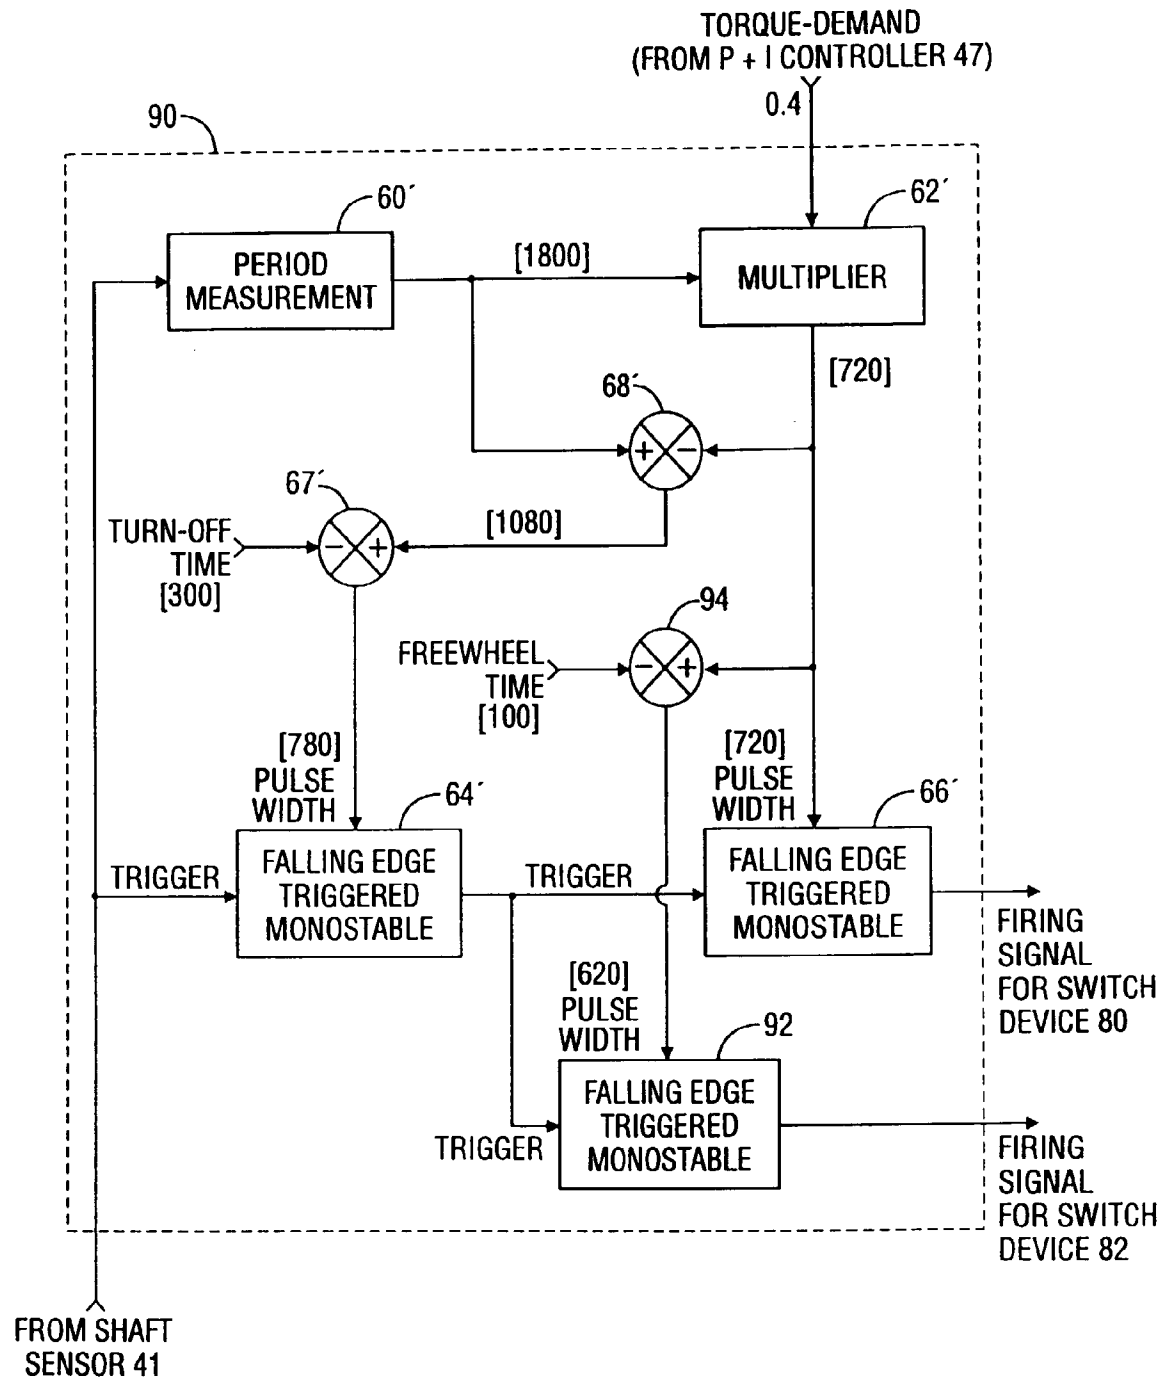 TORQUE-DEMAND
(FROM P + I CONTROLLER 47)
0.4
90
60´
62´
PERIOD
MEASUREMENT
[1800]
MULTIPLIER
[720]
68´
+ −
67´
[1080]
TURN-OFF
TIME
[300]
− +
94
FREEWHEEL
TIME
[100]
− +
[780]
PULSE
WIDTH
64´
[720]
PULSE
WIDTH
66´
TRIGGER
FALLING EDGE
TRIGGERED
MONOSTABLE
TRIGGER
FALLING EDGE
TRIGGERED
MONOSTABLE
FIRING
SIGNAL
FOR SWITCH
DEVICE 80
[620]
PULSE
WIDTH
92
FALLING EDGE
TRIGGERED
MONOSTABLE
TRIGGER
FIRING
SIGNAL
FOR SWITCH
DEVICE 82
FROM SHAFT
SENSOR 41